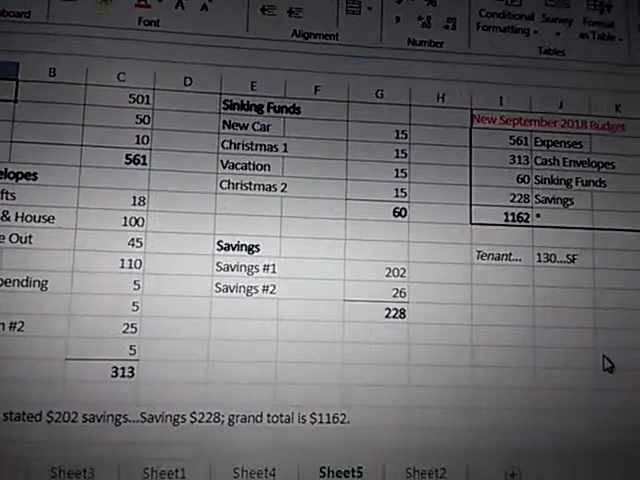 board
Font
Alignment
Number
Conditional Formatting
Survey
Format as Table
Tables
B C D E F G H I J K
501 Sinking Funds New September 2018 Budget
50 New Car 15 561 Expenses
10 Christmas 1 15 313 Cash Envelopes
561 Vacation 15 60 Sinking Funds
elopes Christmas 2 15 228 Savings
fts 18 60 1162 *
& House 100
e Out 45 Savings Tenant... 130...SF
110 Savings #1 202
pending 5 Savings #2 26
5 228
n #2 25
5
313
stated $202 savings...Savings $228; grand total is $1162.
Sheet3 Sheet1 Sheet4 Sheet5 Sheet2